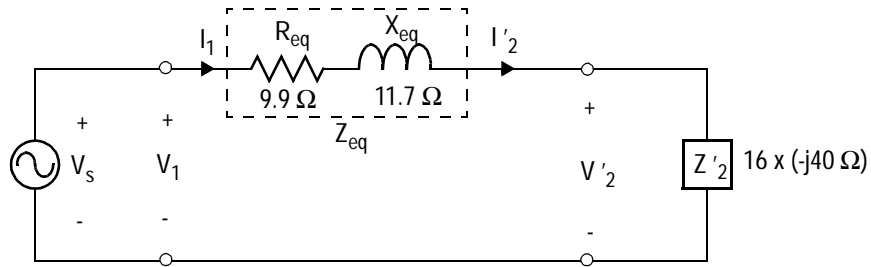 I1
Req
Xeq
I'2
9.9 Ω
11.7 Ω
Zeq
+
Vs
-
+
V1
-
+
V'2
-
Z'2
16 x (-j40 Ω)